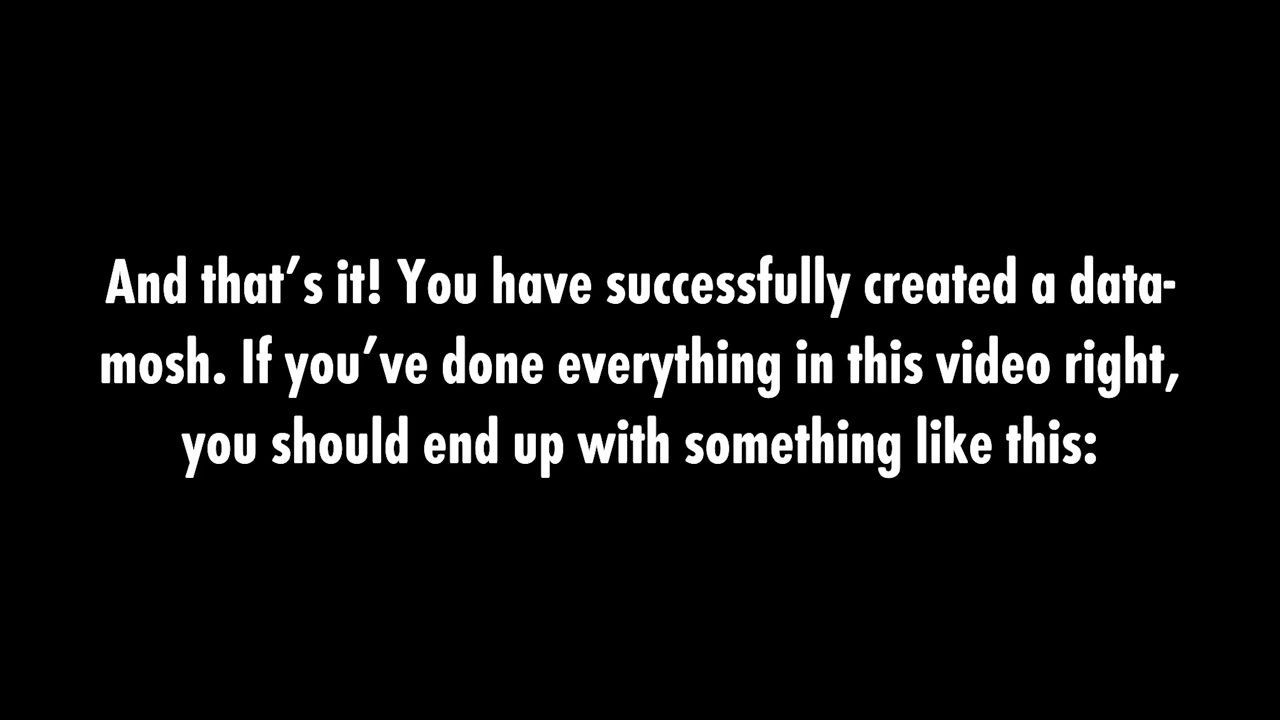 And that’s it! You have successfully created a data-
mosh. If you’ve done everything in this video right,
you should end up with something like this: